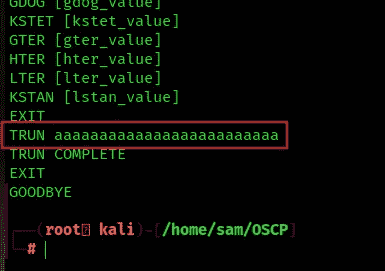 GDOG [gdog_value]
KSTET [kstet_value]
GTER [gter_value]
HTER [hter_value]
LTER [lter_value]
KSTAN [lstan_value]
EXIT
TRUN aaaaaaaaaaaaaaaaaaaaaaaaa
TRUN COMPLETE
EXIT
GOODBYE
(root kali)-[/home/sam/OSCP]
#